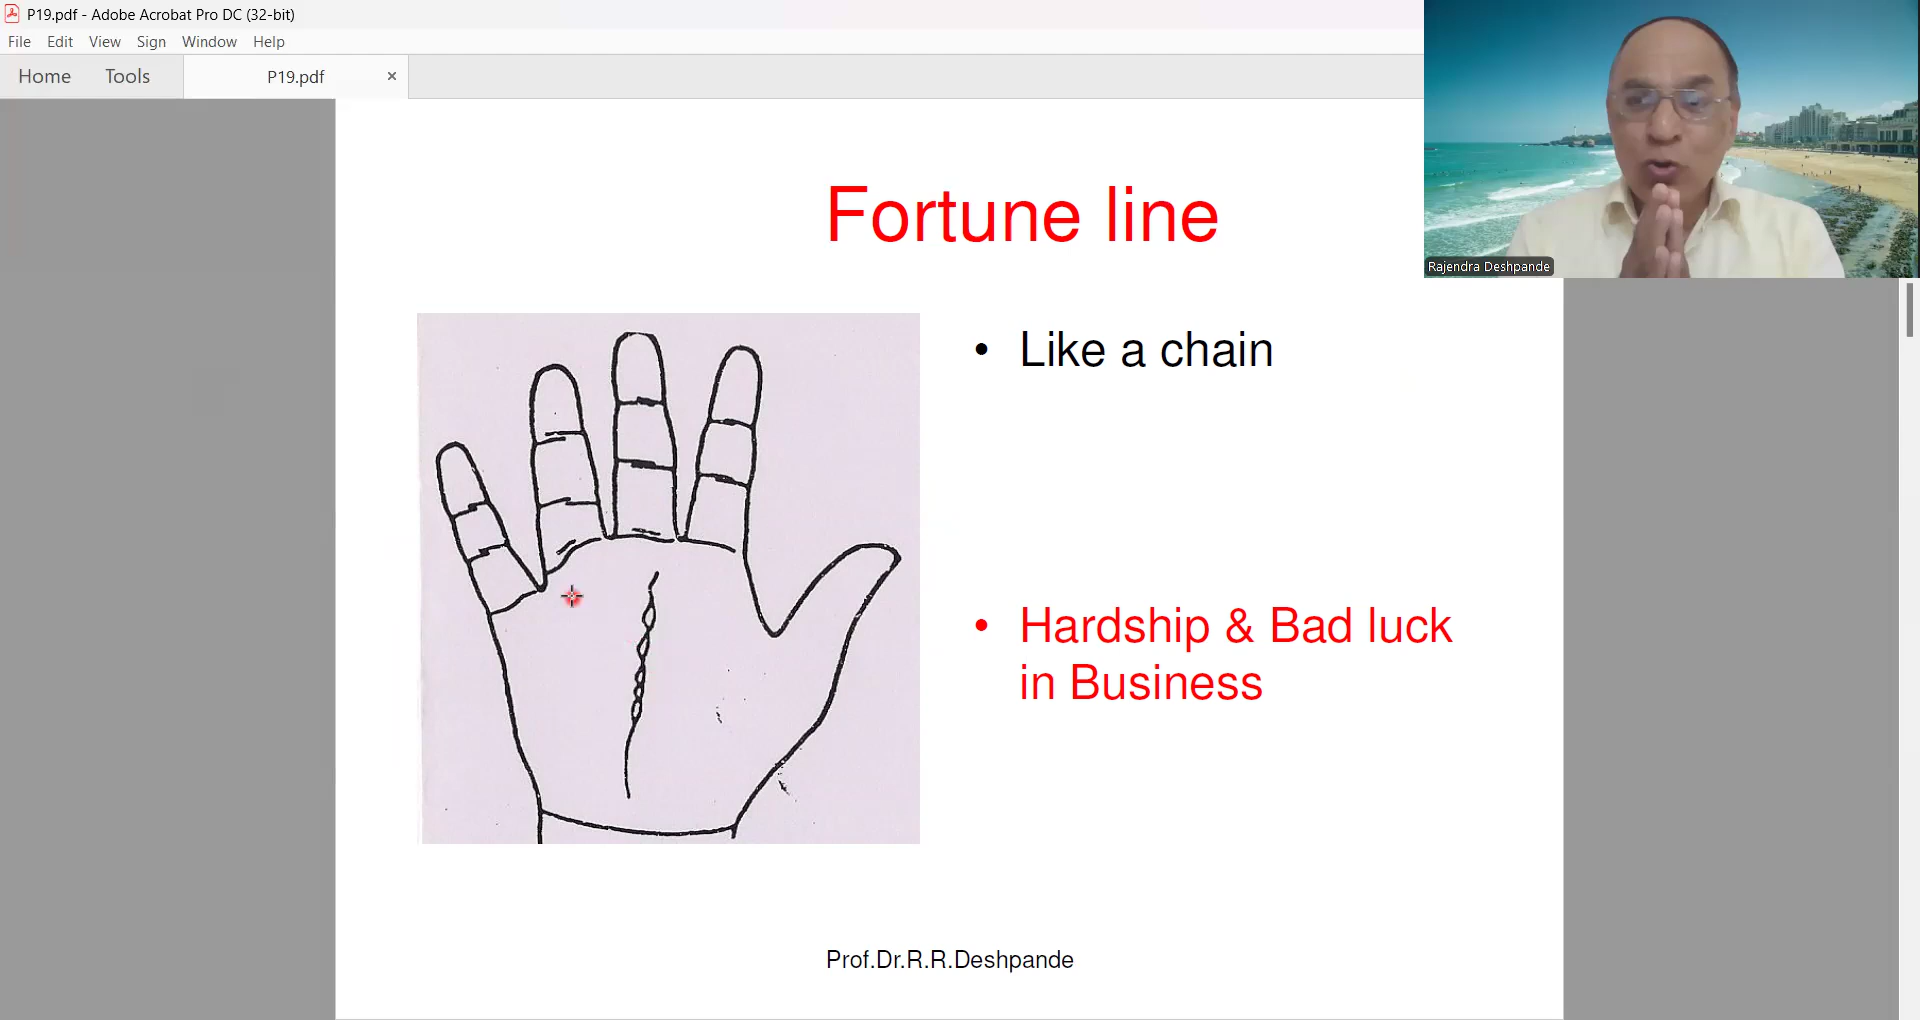 P19.pdf - Adobe Acrobat Pro DC (32-bit)
File Edit View Sign Window Help
Home Tools P19.pdf ×
Rajendra Deshpande
Fortune line
• Like a chain
• Hardship & Bad luck
in Business
Prof.Dr.R.R.Deshpande